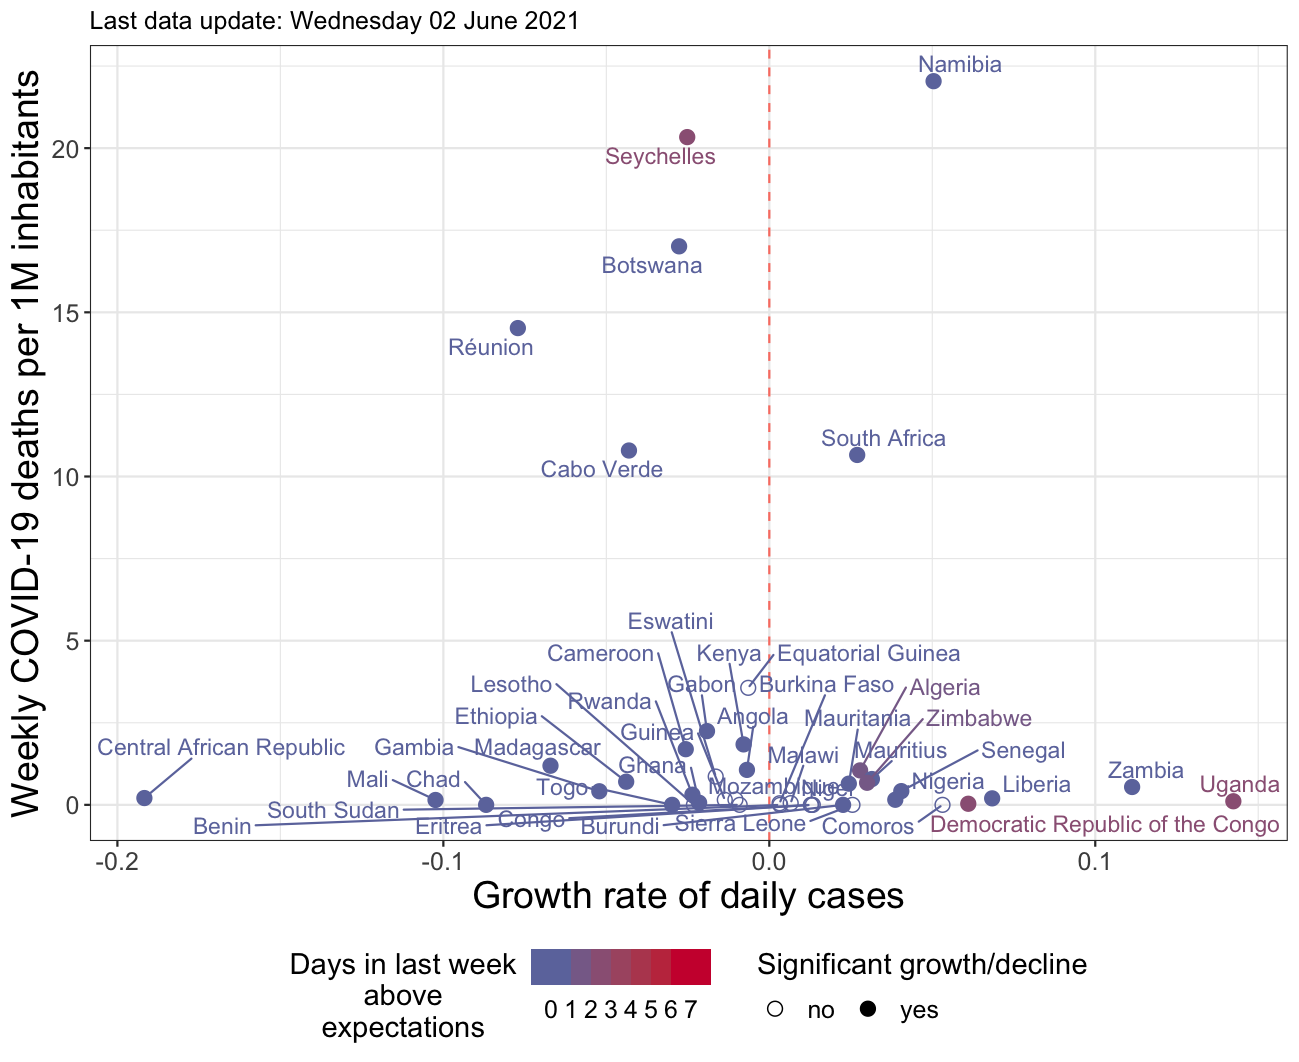 Last data update: Wednesday 02 June 2021
Weekly COVID-19 deaths per 1M inhabitants
20
15
10
5
0
Namibia
Seychelles
Botswana
Réunion
South Africa
Cabo Verde
Eswatini
Cameroon
Kenya
Equatorial Guinea
Lesotho
Gabon
Burkina Faso
Algeria
Rwanda
Ethiopia
Angola
Mauritania
Zimbabwe
Guinea
Central African Republic
Gambia
Madagascar
Malawi
Mauritius
Senegal
Ghana
Zambia
Mali
Chad
Togo
Mozambique
Niger
Nigeria
Liberia
Uganda
South Sudan
Benin
Eritrea
Congo
Burundi
Sierra Leone
Comoros
Democratic Republic of the Congo
-0.2
-0.1
0.0
0.1
Growth rate of daily cases
Days in last week
above
expectations
0 1 2 3 4 5 6 7
Significant growth/decline
no
yes